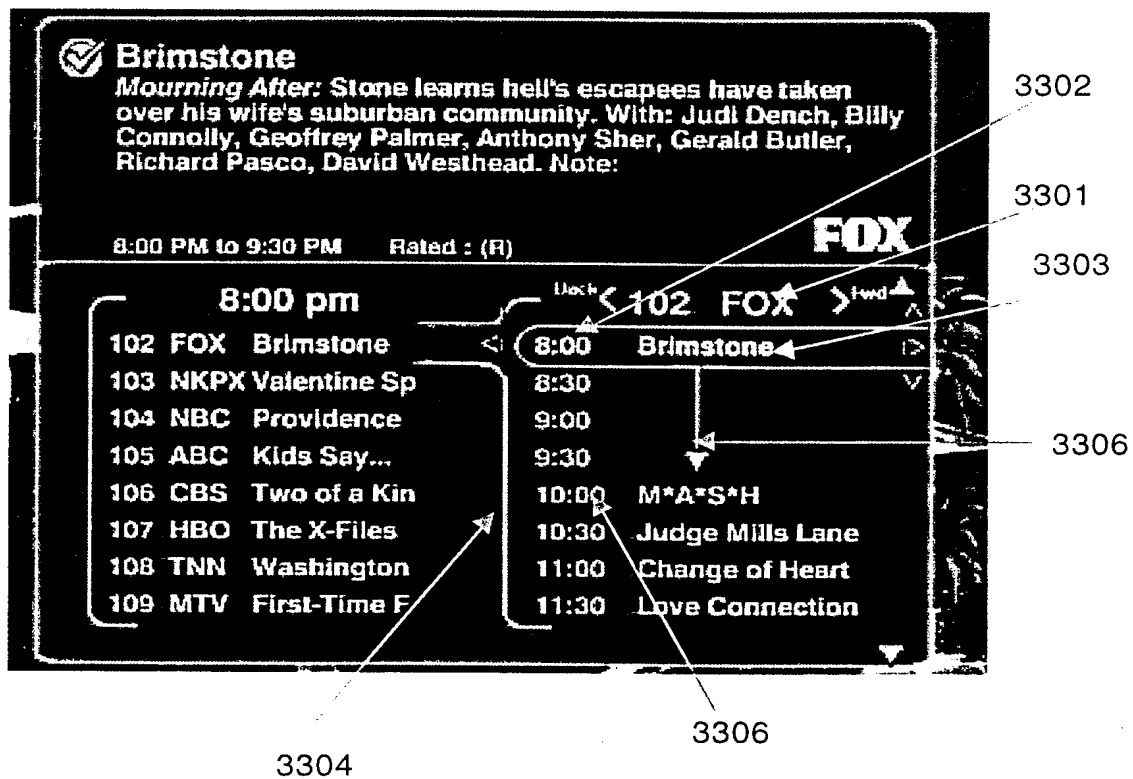 Brimstone
Mourning After: Stone learns hell's escapees have taken
over his wife's suburban community. With: Judi Dench, Billy
Connolly, Geoffrey Palmer, Anthony Sher, Gerald Butler,
Richard Pasco, David Westhead. Note:
8:00 PM to 9:30 PM Rated : (R)
FOX
8:00 pm
102 FOX Brimstone
103 NKPX Valentine Sp
104 NBC Providence
105 ABC Kids Say...
106 CBS Two of a Kin
107 HBO The X-Files
108 TNN Washington
109 MTV First-Time F
Back < 102 FOX > Fwd
8:00 Brimstone
8:30
9:00
9:30
10:00 M*A*S*H
10:30 Judge Mills Lane
11:00 Change of Heart
11:30 Love Connection
3302
3301
3303
3306
3306
3304